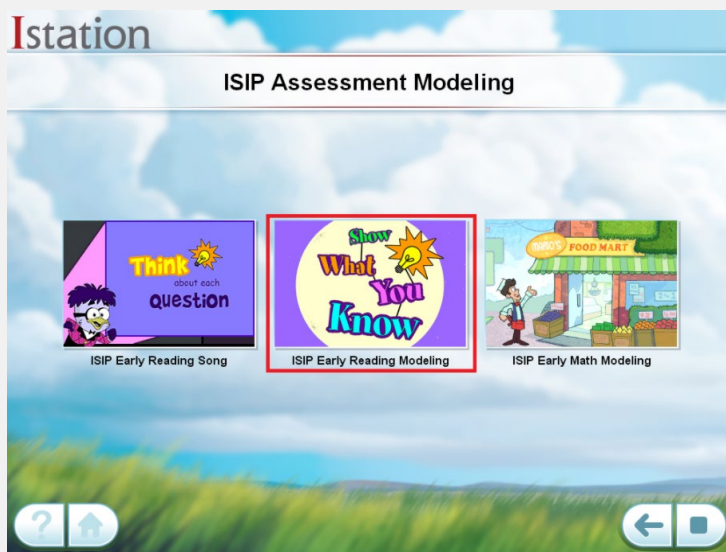 Istation
ISIP Assessment Modeling
Think
about each
Question
ISIP Early Reading Song
Show
What
You
Know
ISIP Early Reading Modeling
MARIO'S FOOD MART
ISIP Early Math Modeling
?